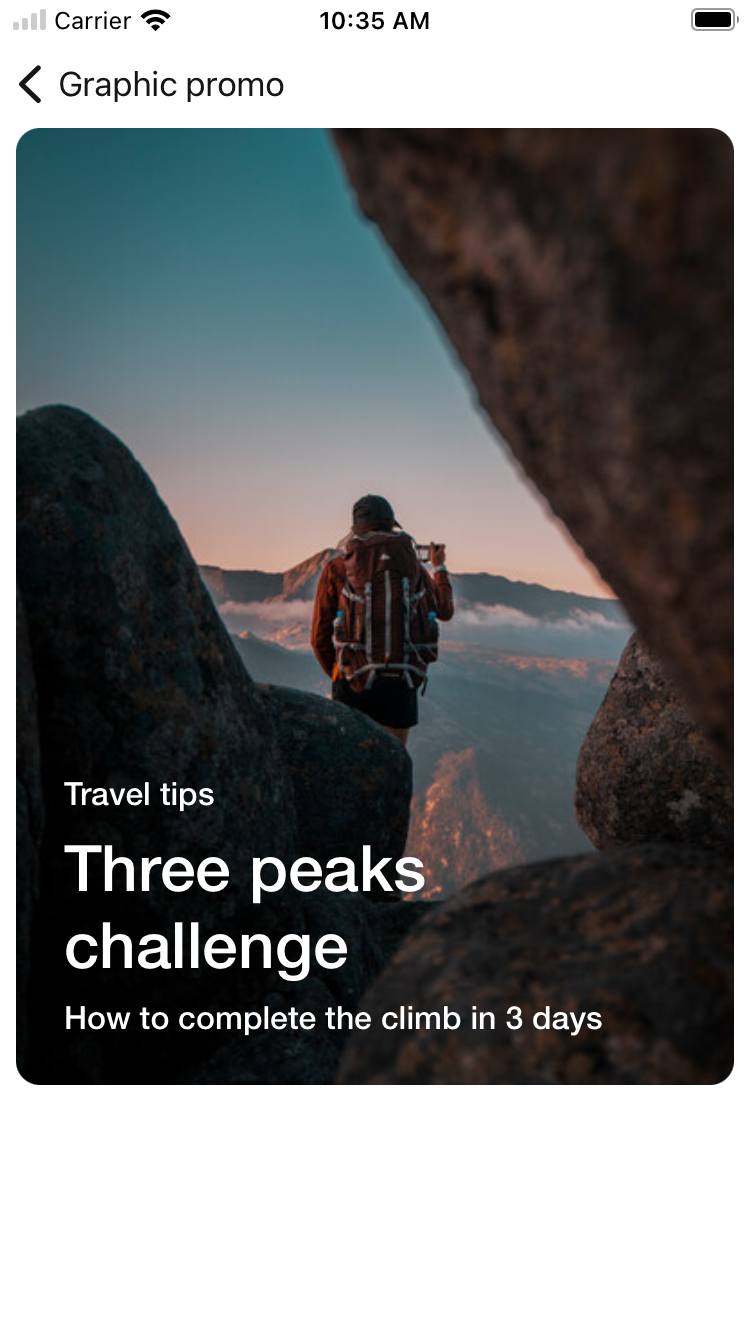 Carrier 10:35 AM
Graphic promo
Travel tips
Three peaks
challenge
How to complete the climb in 3 days